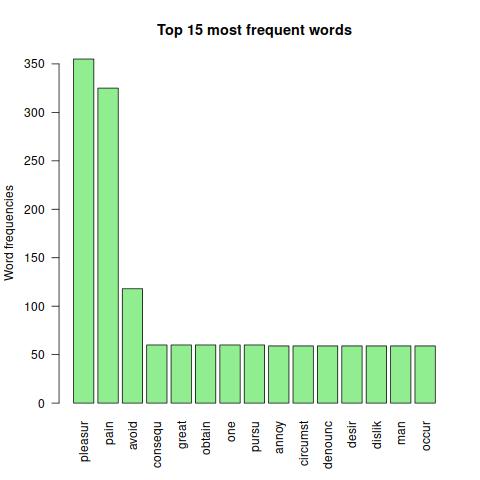 Top 15 most frequent words
Word frequencies
350
300
250
200
150
100
50
0
pleasur
pain
avoid
consequ
great
obtain
one
pursu
annoy
circumst
denounc
desir
dislik
man
occur